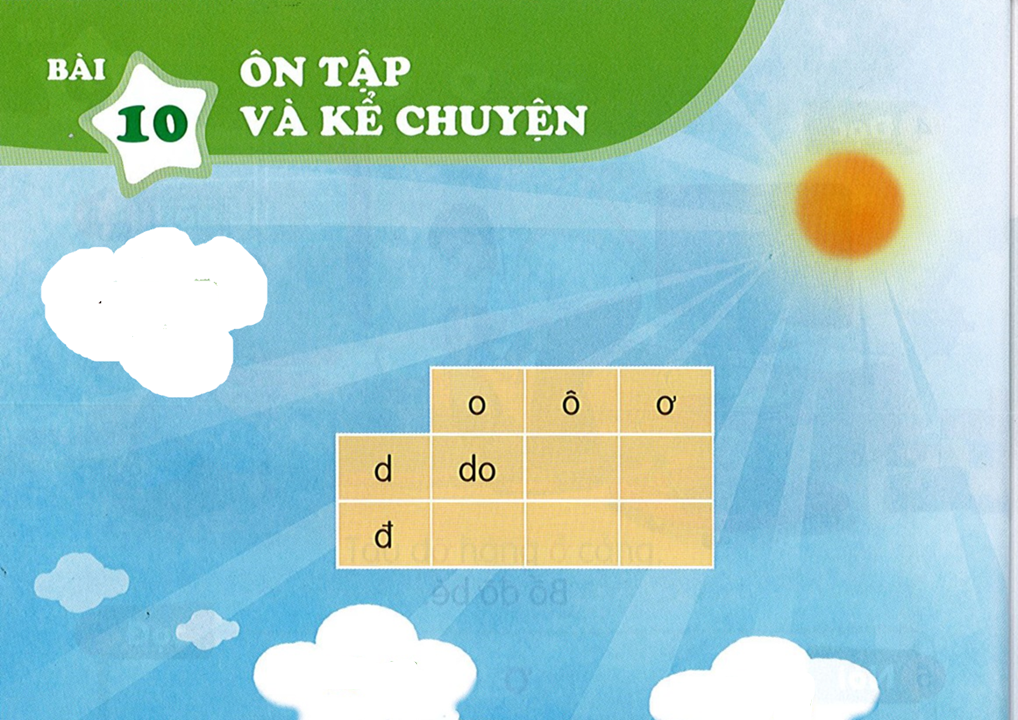 BÀI 10
ÔN TẬP
VÀ KỂ CHUYỆN
o ô ơ
d do
đ